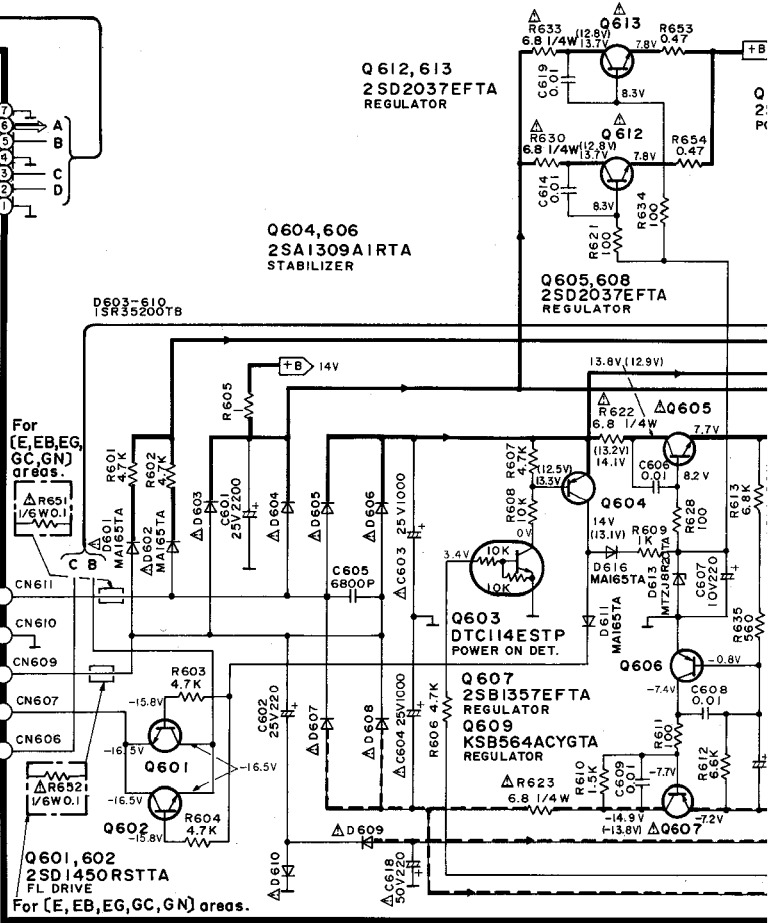 Q613
R633
6.8 1/4W
(12.8V)
13.7V
7.8V
R653
0.47
+B
C619
0.01
8.3V
Q612,613
2SD2037EFTA
REGULATOR
Q612
R630
6.8 1/4W
(12.8V)
13.7V
7.8V
R654
0.47
C614
0.01
8.3V
R621
100
R634
100
7
6
5
4
3
2
1
A
B
C
D
Q604,606
2SA1309A1RTA
STABILIZER
Q605,608
2SD2037EFTA
REGULATOR
D603-610
1SR35200TB
+B
14V
13.8V(12.9V)
R605
1
For
(E,EB,EG,
GC,GN)
areas.
R651
1/6W0.1
R601
4.7K
R602
4.7K
D601
MA165TA
D602
MA165TA
D603
C601
25V2200
D604
D605
D606
C603 25V1000
R607
4.7K
R608
10K
(12.5V)
13.3V
0V
Q604
R622
6.8 1/4W
(13.2V)
14.1V
Q605
7.7V
C606
0.01
8.2V
R628
100
R613
6.8K
14V
(13.1V)
R609
1K
D616
MA165TA
D613
MTZJ8R20TA
C607
10V220
C B
C605
6800P
3.4V
10K
10K
Q603
DTC114ESTP
POWER ON DET.
D611
MA165TA
R635
560
CN611
CN610
CN609
CN607
CN606
Q606
-0.8V
-7.4V
C608
0.01
R603
4.7K
-15.8V
-16.5V
Q601
-16.5V
-16.5V
Q602
-15.8V
R604
4.7K
C602
25V220
D607
D608
C604 25V1000
R606 4.7K
Q607
2SB1357EFTA
REGULATOR
Q609
KSB564ACYGTA
REGULATOR
R611
100
R612
6.6K
R623
6.8 1/4W
R610
1.5K
C609
0.01
-7.7V
-14.9V
(-13.8V)
Q607
-7.2V
R652
1/6W0.1
D609
D610
C618
50V220
Q601,602
2SD1450RSTTA
FL DRIVE
For (E,EB,EG,GC,GN) areas.